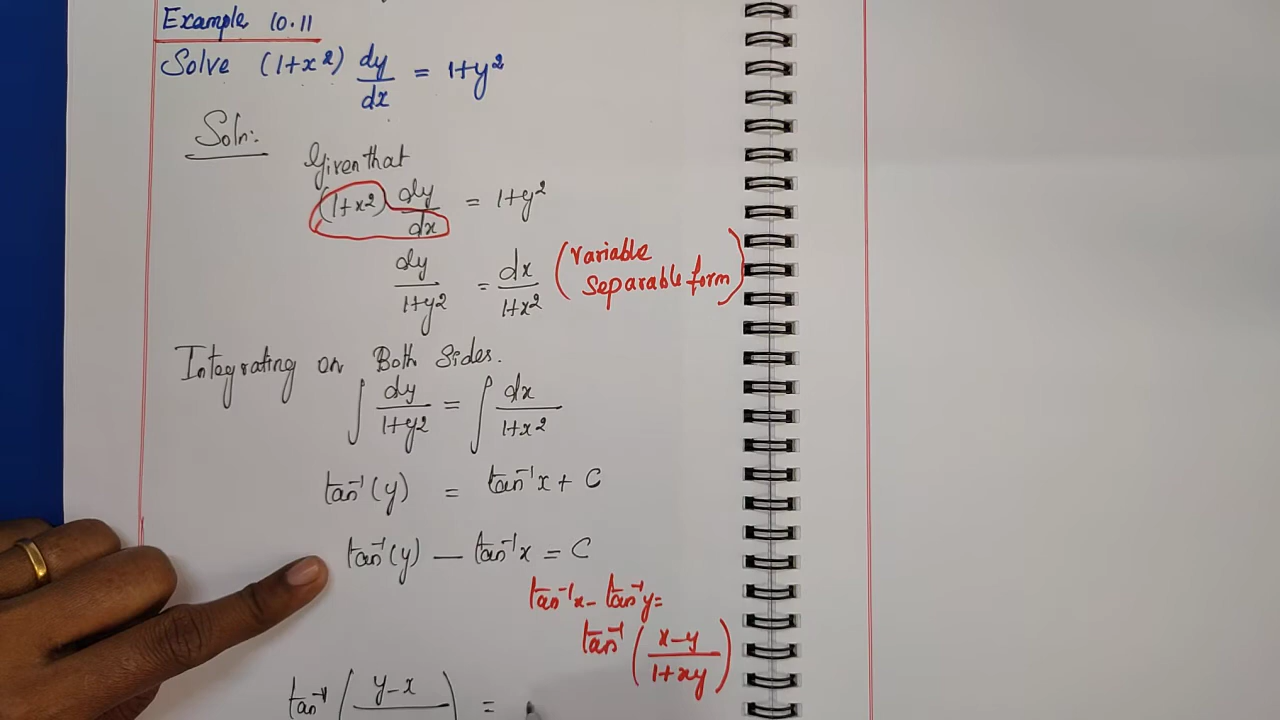 Example 10.11
Solve (1+x²) dy/dx = 1+y²
Soln:
Given that
(1+x²) dy/dx = 1+y²
dy/1+y² = dx/1+x² (variable separable form)
Integrating on Both Sides.
∫ dy/1+y² = ∫ dx/1+x²
tan⁻¹(y) = tan⁻¹x + C
tan⁻¹(y) — tan⁻¹x = C
tan⁻¹x - tan⁻¹y =
tan⁻¹ (x-y/1+xy)
tan⁻¹ (y-x/ ) =